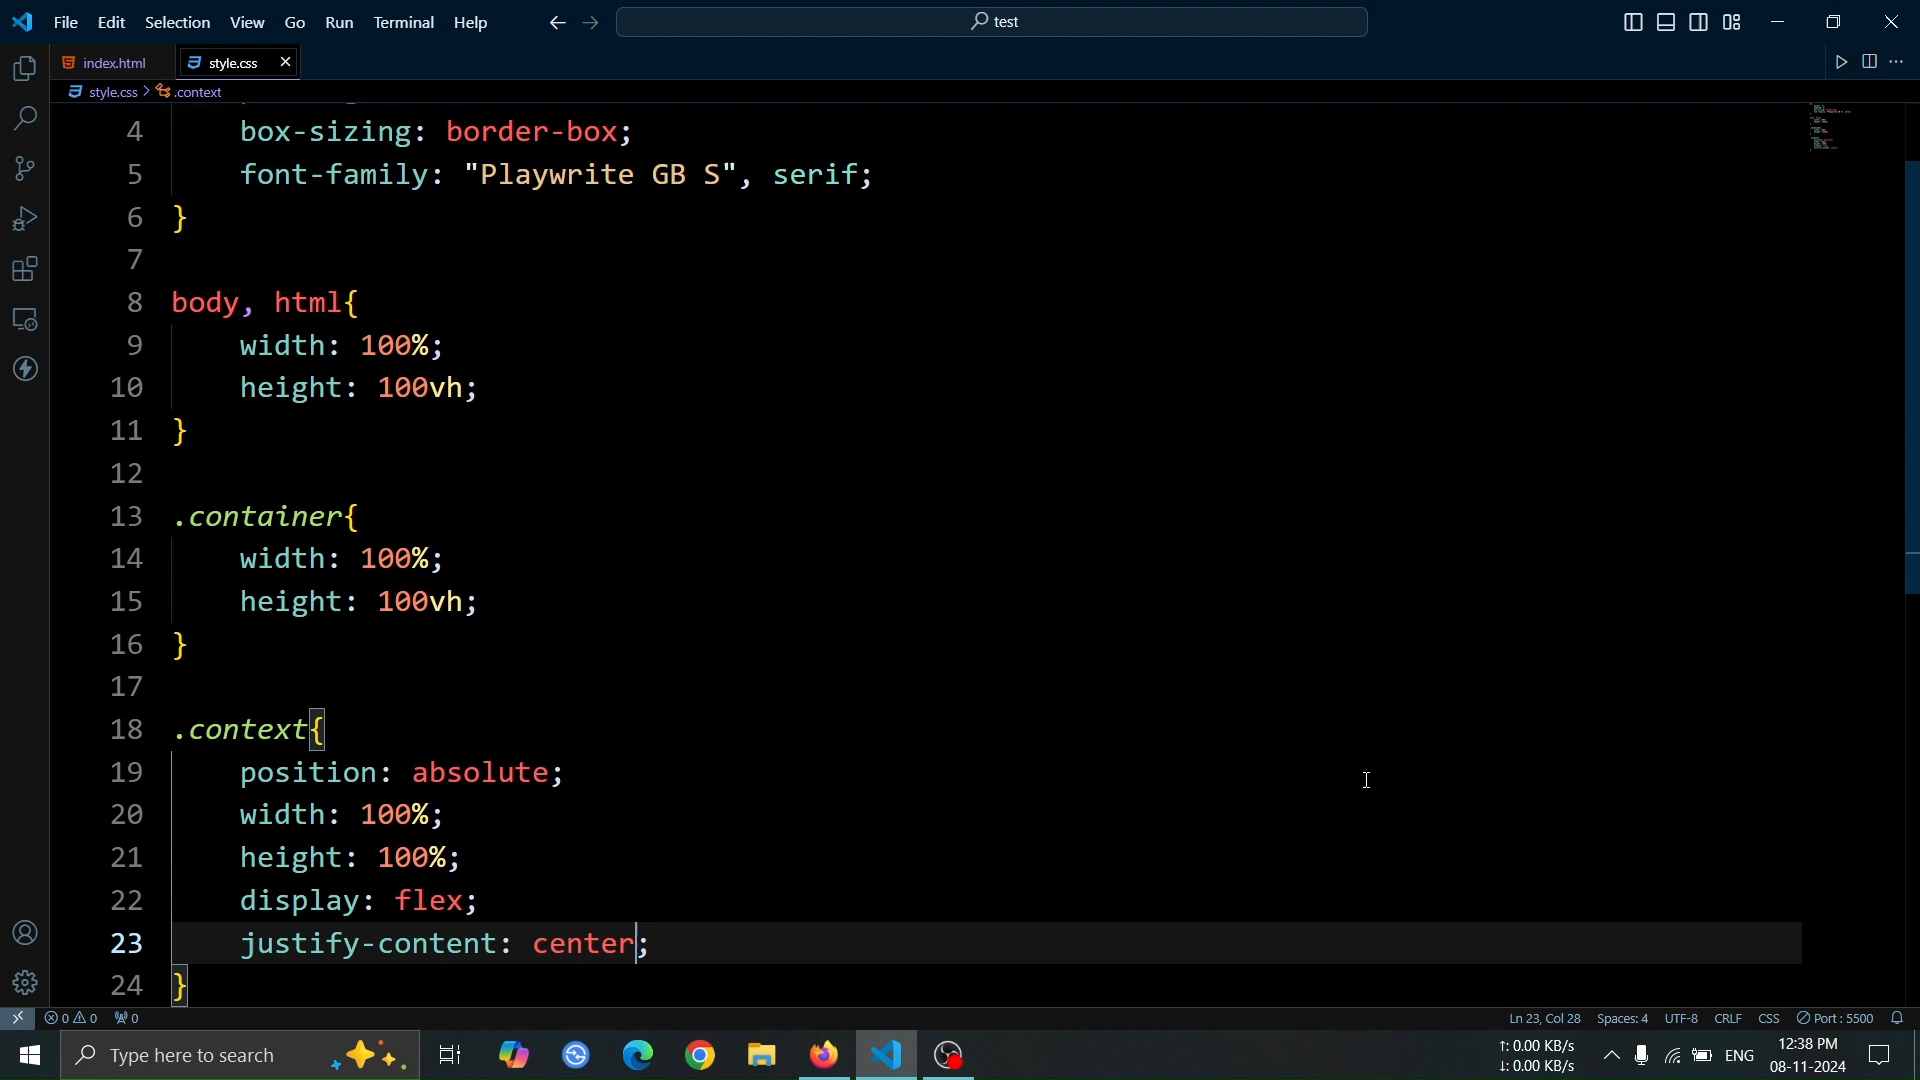 File Edit Selection View Go Run Terminal Help
test
index.html
style.css
style.css > .context
4 box-sizing: border-box;
5 font-family: "Playwrite GB S", serif;
6 }
7
8 body, html{
9 width: 100%;
10 height: 100vh;
11 }
12
13 .container{
14 width: 100%;
15 height: 100vh;
16 }
17
18 .context{
19 position: absolute;
20 width: 100%;
21 height: 100%;
22 display: flex;
23 justify-content: center;
24 }
0 0 0
Ln 23, Col 28 Spaces: 4 UTF-8 CRLF CSS Port : 5500
Type here to search
↑: 0.00 KB/s
↓: 0.00 KB/s
ENG
12:38 PM
08-11-2024